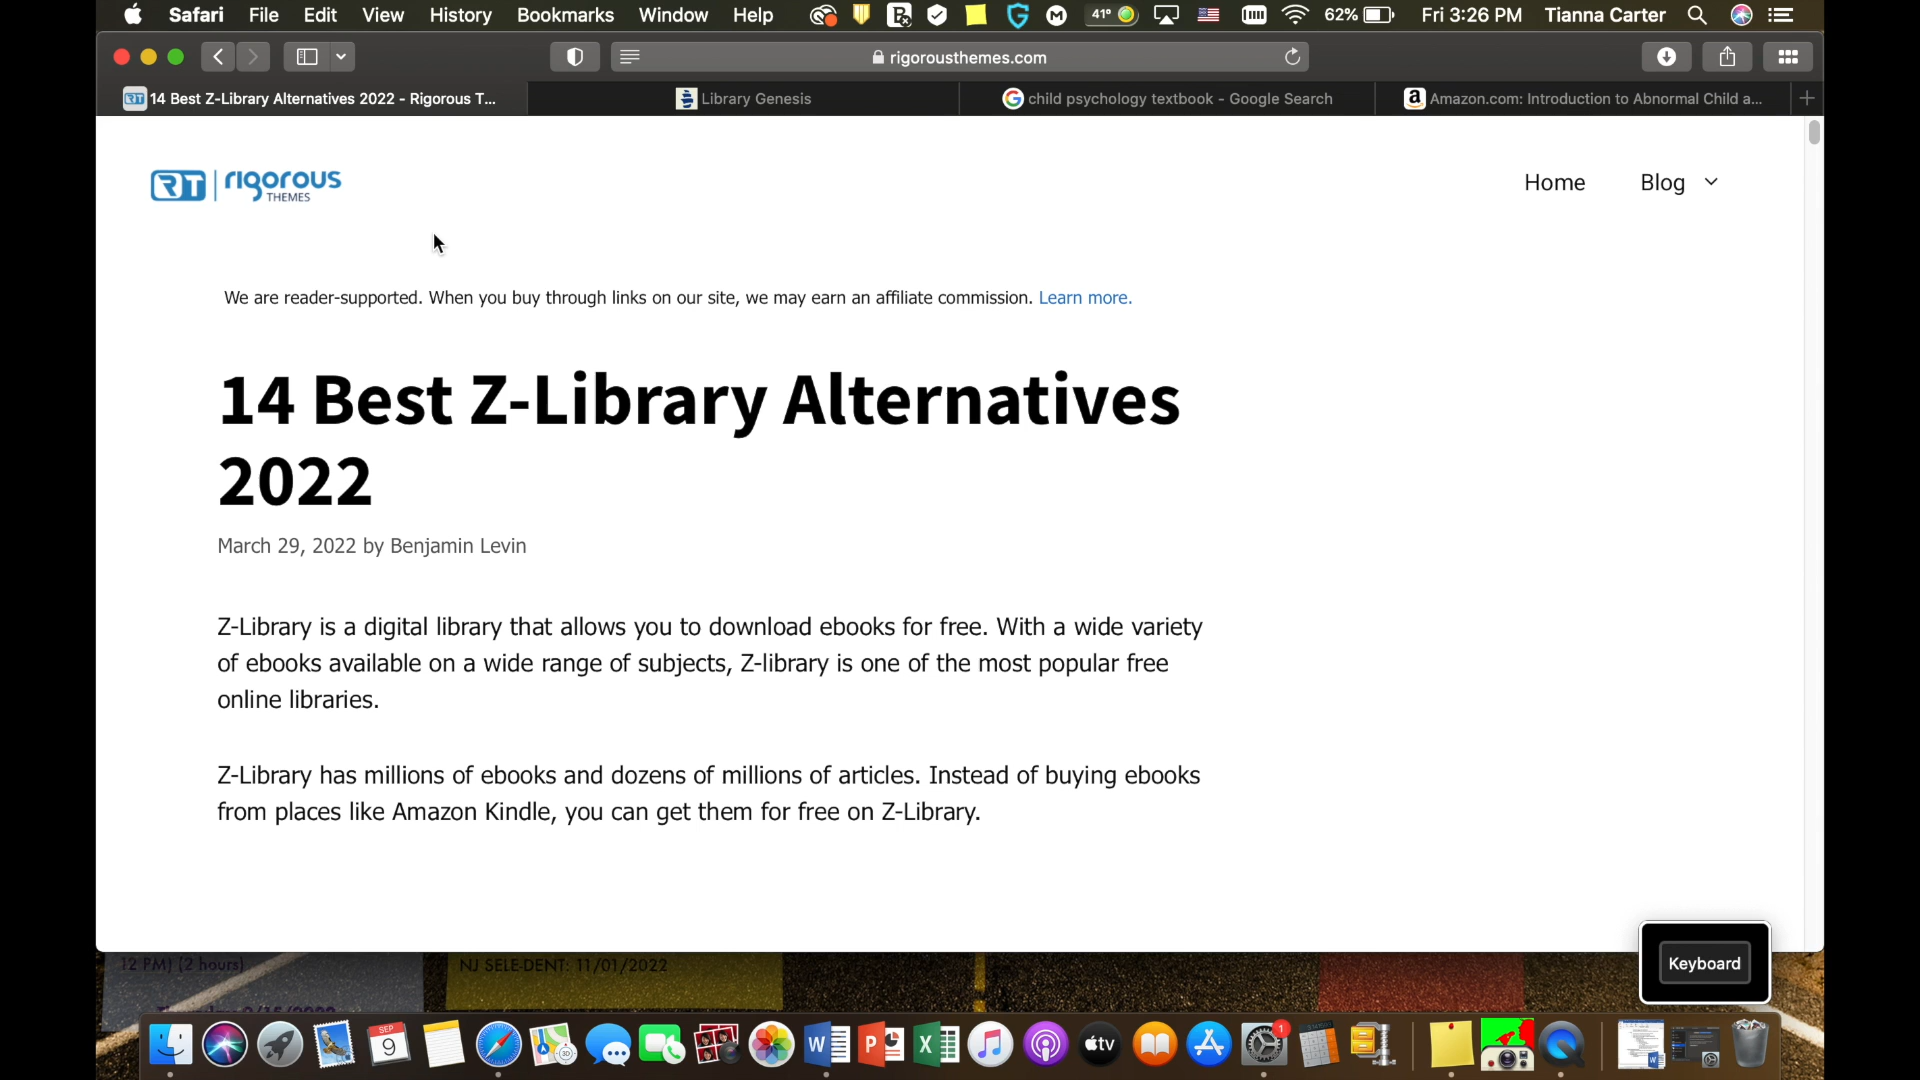 Safari File Edit View History Bookmarks Window Help 41° 62% Fri 3:26 PM Tianna Carter
rigorousthemes.com
14 Best Z-Library Alternatives 2022 - Rigorous T...
Library Genesis
child psychology textbook - Google Search
Amazon.com: Introduction to Abnormal Child a...
RT rigorous
THEMES
Home Blog
We are reader-supported. When you buy through links on our site, we may earn an affiliate commission. Learn more.
14 Best Z-Library Alternatives
2022
March 29, 2022 by Benjamin Levin
Z-Library is a digital library that allows you to download ebooks for free. With a wide variety
of ebooks available on a wide range of subjects, Z-library is one of the most popular free
online libraries.
Z-Library has millions of ebooks and dozens of millions of articles. Instead of buying ebooks
from places like Amazon Kindle, you can get them for free on Z-Library.
12 PM) (2 hours)
NJ SELE-DENT: 11/01/2022
Keyboard
SEP
9
3D
W
P
X
tv
1